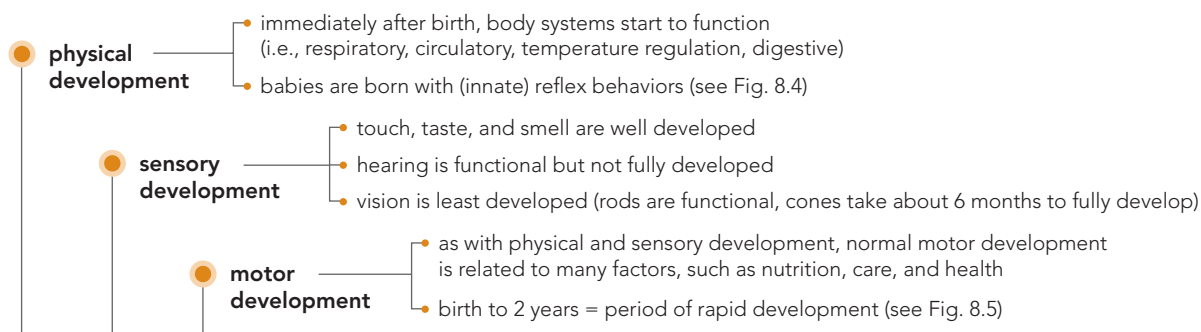 physical
development
immediately after birth, body systems start to function
(i.e., respiratory, circulatory, temperature regulation, digestive)
babies are born with (innate) reflex behaviors (see Fig. 8.4)
sensory
development
touch, taste, and smell are well developed
hearing is functional but not fully developed
vision is least developed (rods are functional, cones take about 6 months to fully develop)
motor
development
as with physical and sensory development, normal motor development
is related to many factors, such as nutrition, care, and health
birth to 2 years = period of rapid development (see Fig. 8.5)